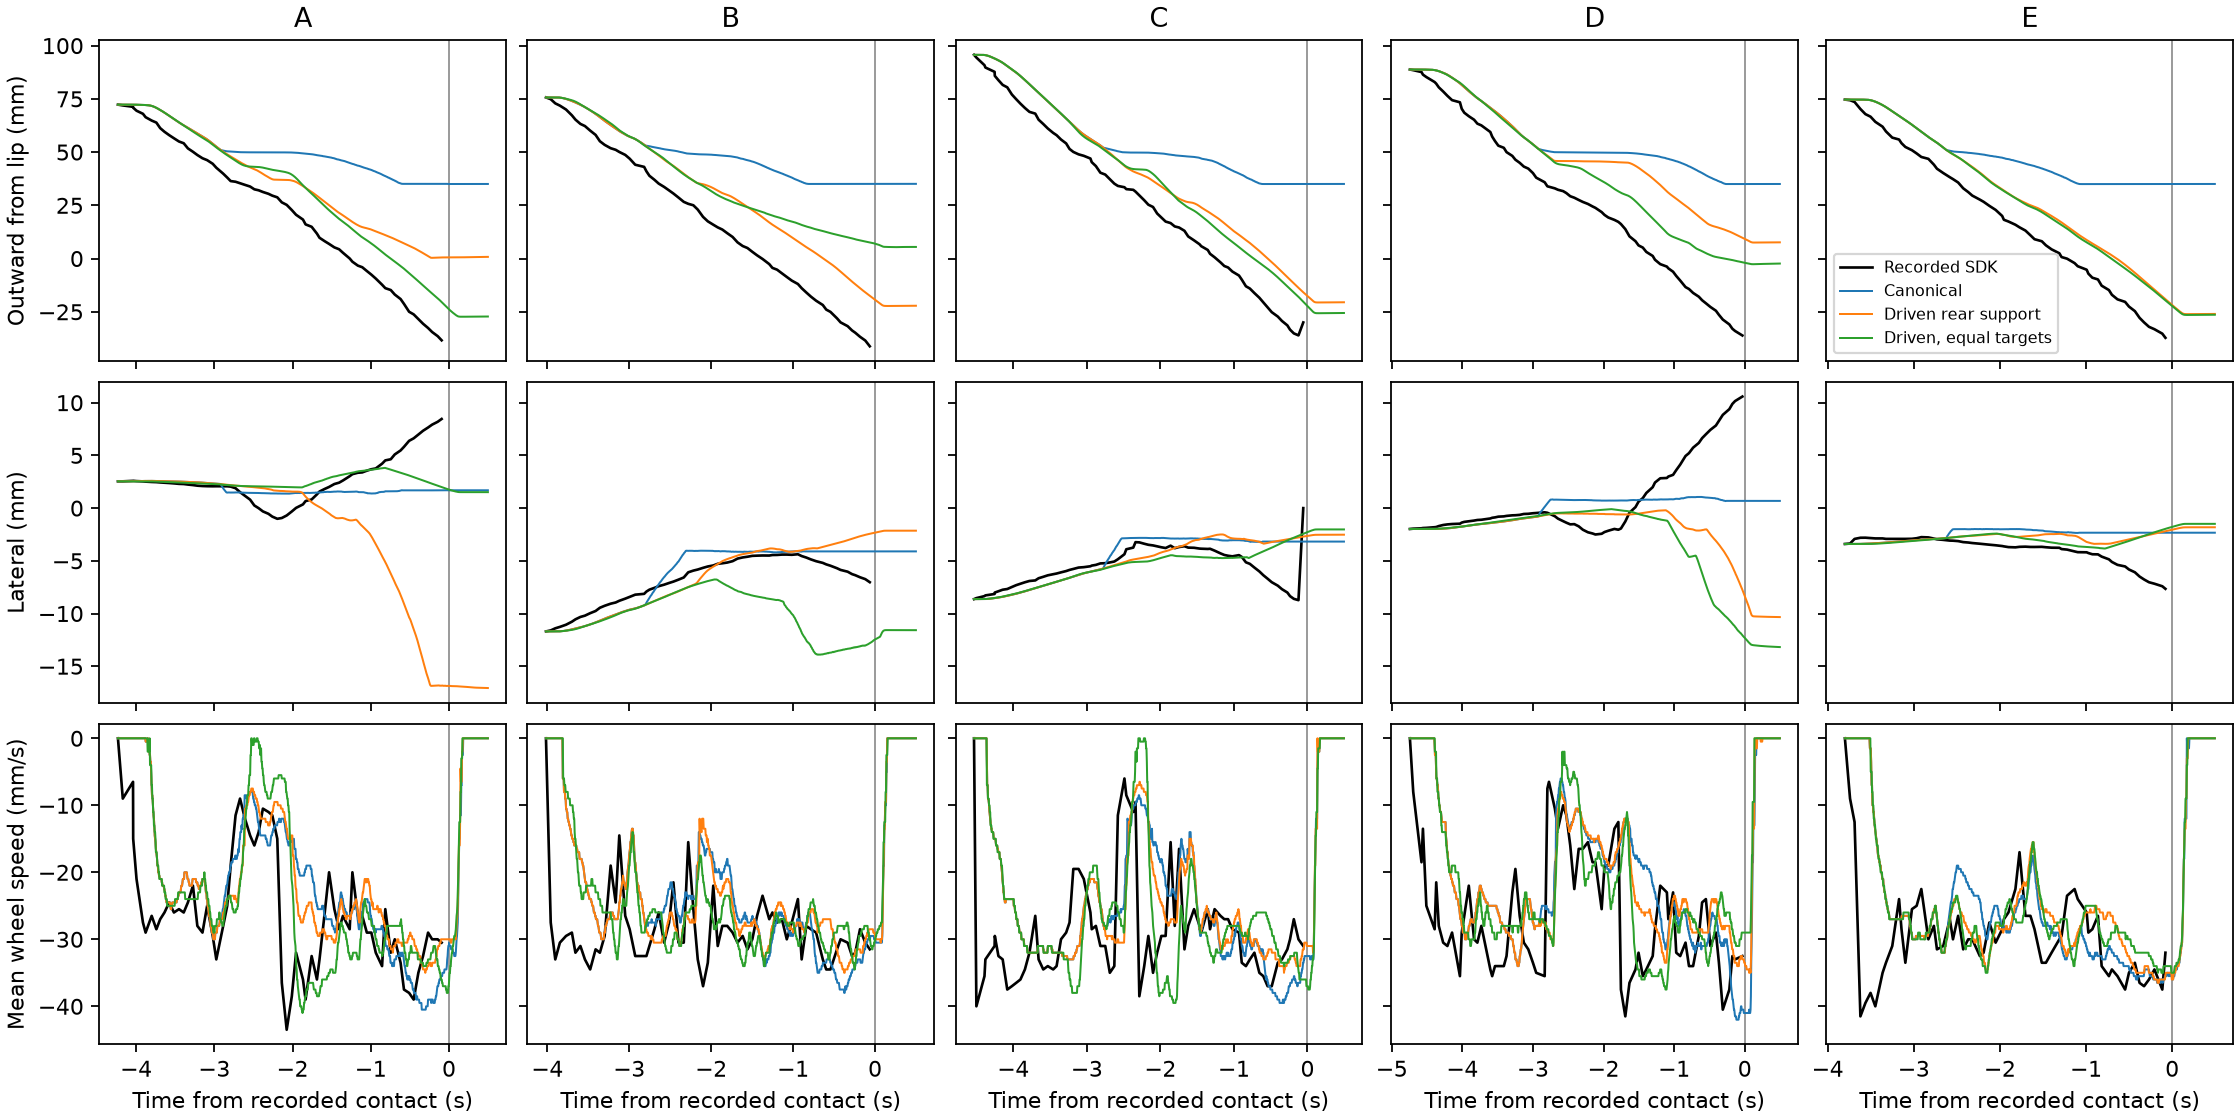 A B C D E
Outward from lip (mm)
100
75
50
25
0
−25
Recorded SDK
Canonical
Driven rear support
Driven, equal targets
Lateral (mm)
10
5
0
−5
−10
−15
Mean wheel speed (mm/s)
0
−10
−20
−30
−40
−4 −3 −2 −1 0
−4 −3 −2 −1 0
−4 −3 −2 −1 0
−5 −4 −3 −2 −1 0
−4 −3 −2 −1 0
Time from recorded contact (s)
Time from recorded contact (s)
Time from recorded contact (s)
Time from recorded contact (s)
Time from recorded contact (s)